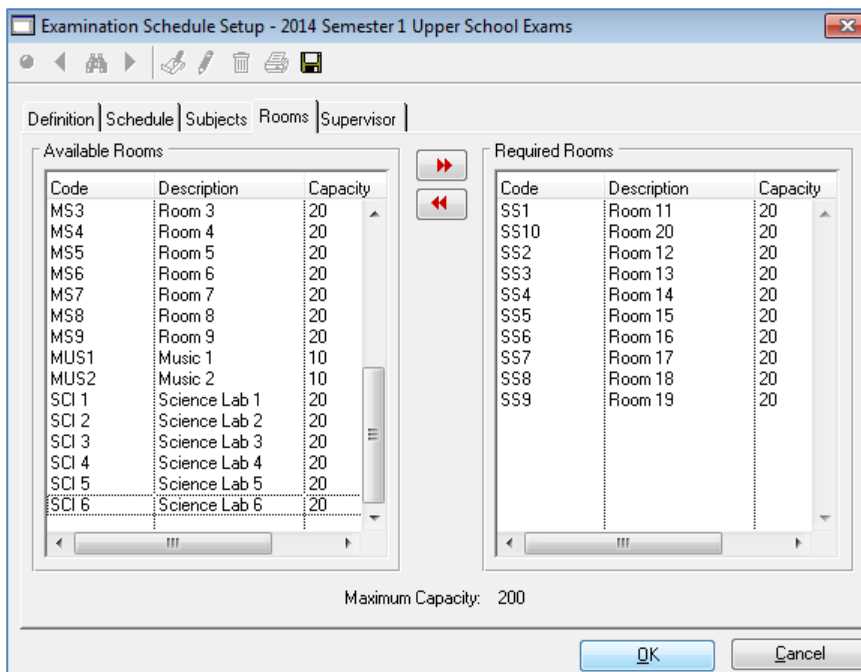 Examination Schedule Setup - 2014 Semester 1 Upper School Exams
Definition Schedule Subjects Rooms Supervisor
Available Rooms
Code Description Capacity
MS3 Room 3 20
MS4 Room 4 20
MS5 Room 5 20
MS6 Room 6 20
MS7 Room 7 20
MS8 Room 8 20
MS9 Room 9 20
MUS1 Music 1 10
MUS2 Music 2 10
SCI 1 Science Lab 1 20
SCI 2 Science Lab 2 20
SCI 3 Science Lab 3 20
SCI 4 Science Lab 4 20
SCI 5 Science Lab 5 20
SCI 6 Science Lab 6 20
Required Rooms
Code Description Capacity
SS1 Room 11 20
SS10 Room 20 20
SS2 Room 12 20
SS3 Room 13 20
SS4 Room 14 20
SS5 Room 15 20
SS6 Room 16 20
SS7 Room 17 20
SS8 Room 18 20
SS9 Room 19 20
Maximum Capacity: 200
OK Cancel